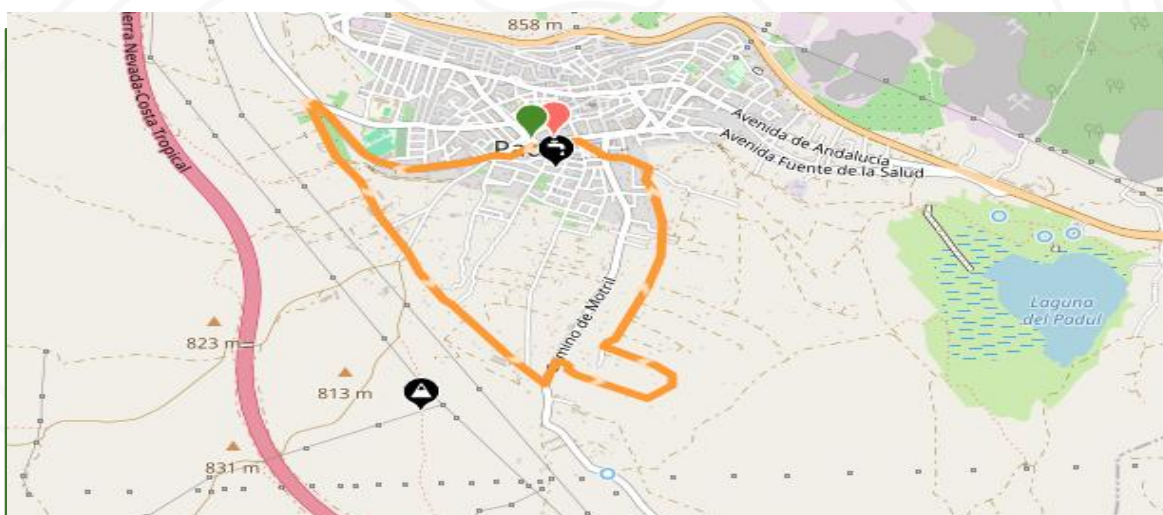 858 m
erra Nevada-Costa Tropical
Avenida de Andalucía
Avenida Fuente de la Salud
Laguna
del Padul
mino de Motril
823 m
813 m
831 m